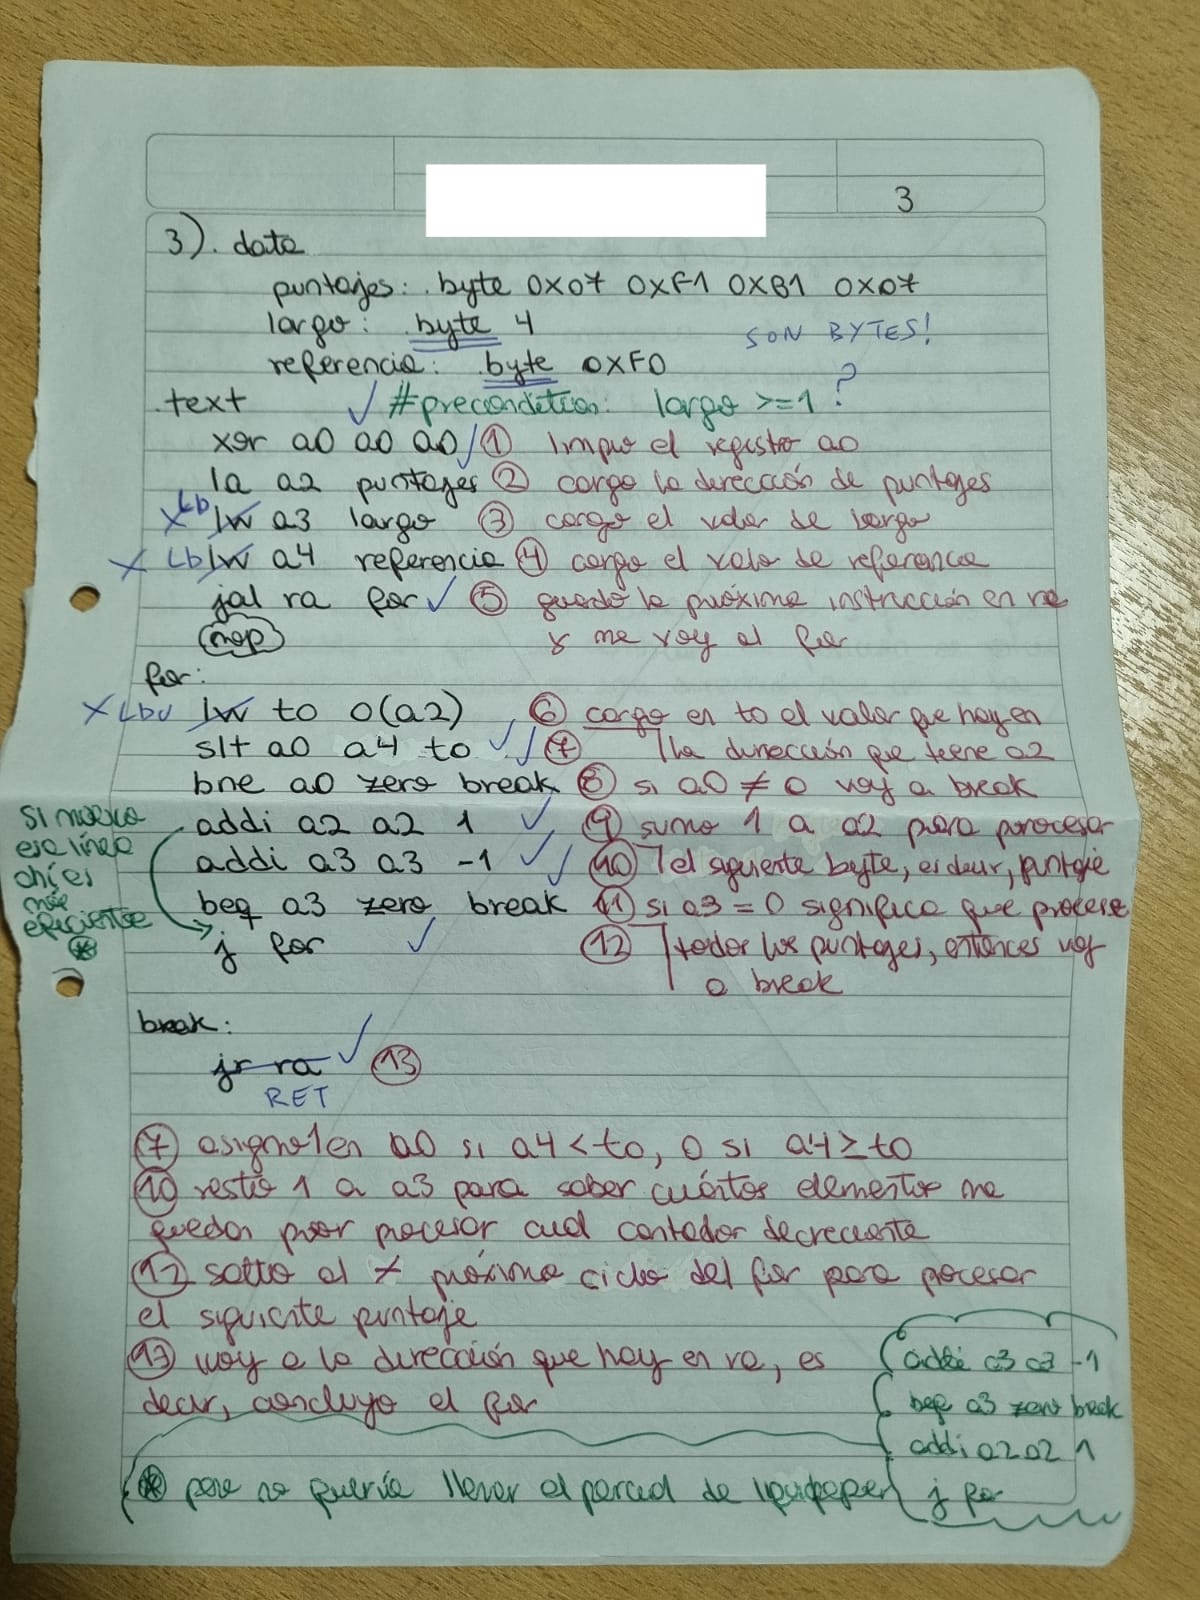 3
3). data
puntajes: .byte 0x07 0xF1 0xB1 0x07
largo: .byte 4
SON BYTES!
referencia: .byte 0xF0
.text ✓ #precondition: largo >=1 ?
xor a0 a0 a0 ✓ ① limpio el registro a0
la a2 puntajes ② cargo la dirección de puntajes
X Lb lw a3 largo ③ cargo el valor de largo
X Lb lw a4 referencia ④ cargo el valor de referencia
jal ra for ✓ ⑤ guardo la próxima instrucción en ra
nop y me voy al for
for:
X Lbu lw t0 0(a2) ⑥ cargo en t0 el valor que hay en
slt a0 a4 t0 ✓ ✓ ⑦ la dirección que tiene a2
bne a0 zero break ⑧ si a0 ≠ 0 voy a break
addi a2 a2 1 ✓ ⑨ sumo 1 a a2 para procesar
addi a3 a3 -1 ✓ ✓ ⑩ el siguiente byte, es decir, puntaje
beq a3 zero break ⑪ si a3 = 0 significa que procese
j for ✓ ⑫ todos los puntajes, entonces voy
a break
si
esa línea
ahí es
más
eficiente
⊛
break:
jr ra ✓ ⑬
RET
⑦ asigno 1 en a0 si a4 < t0, 0 si a4 ≥ t0
⑩ resto 1 a a3 para saber cuántos elementos me
quedan por procesar cual contador decreciente
⑫ salto al próximo ciclo del for para procesar
el siguiente puntaje
⑬ voy a la dirección que hay en ra, es
decir, concluyo el for
addi a3 a3 -1
beq a3 zero break
addi a2 a2 1
j for
⊛ pero no quería llenar el parcial de liquidpaper